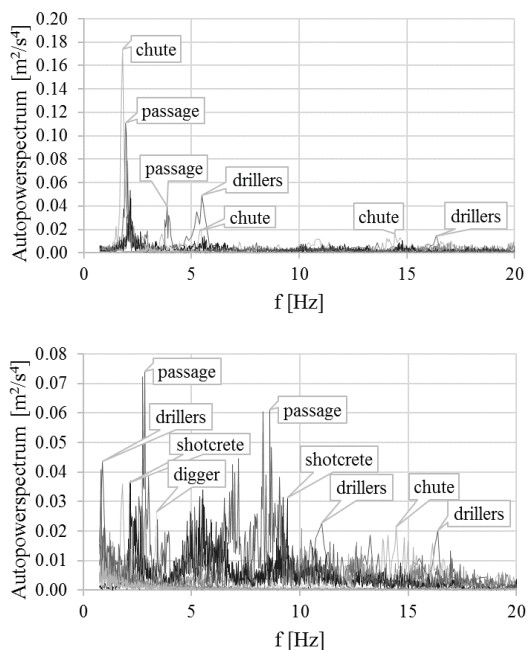 Autopowerspectrum [m²/s⁴]
0.20
0.18
0.16
0.14
0.12
0.10
0.08
0.06
0.04
0.02
0.00
chute
passage
passage
drillers
chute
chute
drillers
0 5 10 15 20
f [Hz]
Autopowerspectrum [m²/s⁴]
0.08
0.07
0.06
0.05
0.04
0.03
0.02
0.01
0.00
passage
passage
drillers
shotcrete
digger
shotcrete
drillers
chute
drillers
0 5 10 15 20
f [Hz]